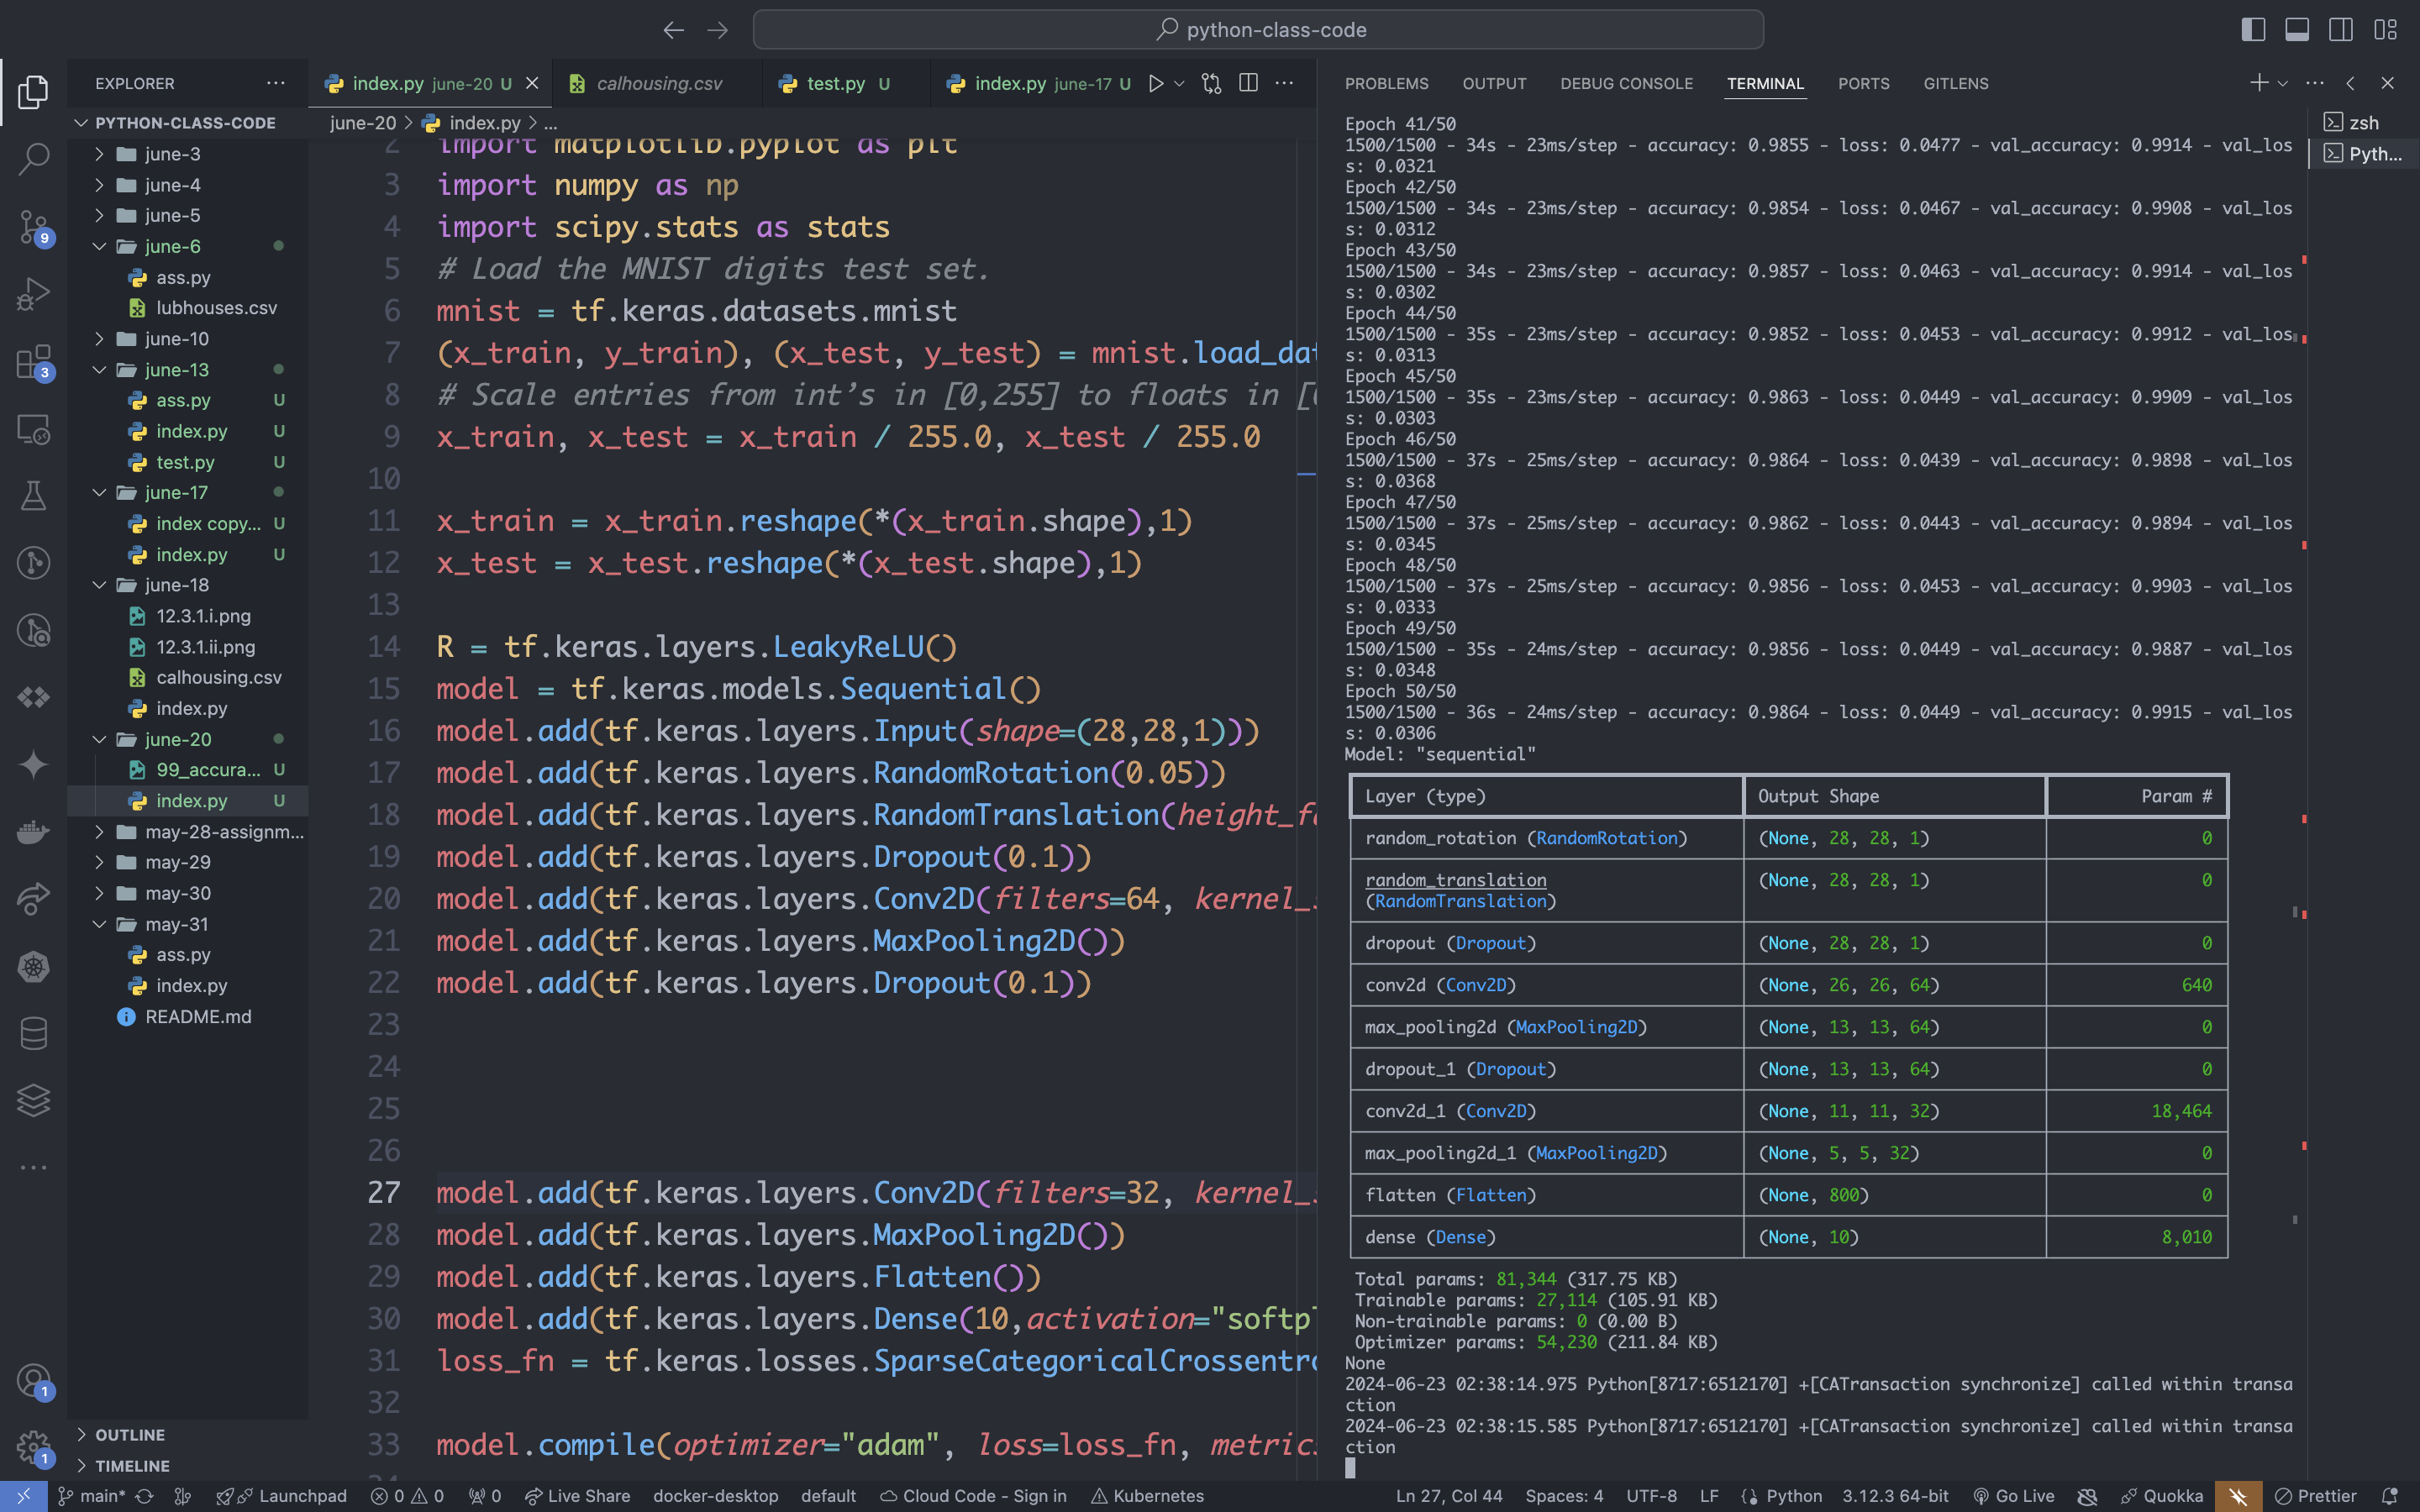 python-class-code
EXPLORER
PYTHON-CLASS-CODE
june-3
june-4
june-5
june-6
ass.py
lubhouses.csv
june-10
june-13
ass.py U
index.py U
test.py U
june-17
index copy... U
index.py U
june-18
12.3.1.i.png
12.3.1.ii.png
calhousing.csv
index.py
june-20
99_accura... U
index.py U
may-28-assignm...
may-29
may-30
may-31
ass.py
index.py
README.md
OUTLINE
TIMELINE
9
3
1
1
index.py june-20 U
calhousing.csv
test.py U
index.py june-17 U
june-20 > index.py > ...
2 import matplotlib.pyplot as plt
3 import numpy as np
4 import scipy.stats as stats
5 # Load the MNIST digits test set.
6 mnist = tf.keras.datasets.mnist
7 (x_train, y_train), (x_test, y_test) = mnist.load_dat
8 # Scale entries from int’s in [0,255] to floats in [
9 x_train, x_test = x_train / 255.0, x_test / 255.0
10
11 x_train = x_train.reshape(*(x_train.shape),1)
12 x_test = x_test.reshape(*(x_test.shape),1)
13
14 R = tf.keras.layers.LeakyReLU()
15 model = tf.keras.models.Sequential()
16 model.add(tf.keras.layers.Input(shape=(28,28,1)))
17 model.add(tf.keras.layers.RandomRotation(0.05))
18 model.add(tf.keras.layers.RandomTranslation(height_f
19 model.add(tf.keras.layers.Dropout(0.1))
20 model.add(tf.keras.layers.Conv2D(filters=64, kernel_
21 model.add(tf.keras.layers.MaxPooling2D())
22 model.add(tf.keras.layers.Dropout(0.1))
23
24
25
26
27 model.add(tf.keras.layers.Conv2D(filters=32, kernel_
28 model.add(tf.keras.layers.MaxPooling2D())
29 model.add(tf.keras.layers.Flatten())
30 model.add(tf.keras.layers.Dense(10,activation="softp
31 loss_fn = tf.keras.losses.SparseCategoricalCrossentro
32
33 model.compile(optimizer="adam", loss=loss_fn, metric
PROBLEMS OUTPUT DEBUG CONSOLE TERMINAL PORTS GITLENS
zsh
Pyth...
Epoch 41/50
1500/1500 - 34s - 23ms/step - accuracy: 0.9855 - loss: 0.0477 - val_accuracy: 0.9914 - val_los
s: 0.0321
Epoch 42/50
1500/1500 - 34s - 23ms/step - accuracy: 0.9854 - loss: 0.0467 - val_accuracy: 0.9908 - val_los
s: 0.0312
Epoch 43/50
1500/1500 - 34s - 23ms/step - accuracy: 0.9857 - loss: 0.0463 - val_accuracy: 0.9914 - val_los
s: 0.0302
Epoch 44/50
1500/1500 - 35s - 23ms/step - accuracy: 0.9852 - loss: 0.0453 - val_accuracy: 0.9912 - val_los
s: 0.0313
Epoch 45/50
1500/1500 - 35s - 23ms/step - accuracy: 0.9863 - loss: 0.0449 - val_accuracy: 0.9909 - val_los
s: 0.0303
Epoch 46/50
1500/1500 - 37s - 25ms/step - accuracy: 0.9864 - loss: 0.0439 - val_accuracy: 0.9898 - val_los
s: 0.0368
Epoch 47/50
1500/1500 - 37s - 25ms/step - accuracy: 0.9862 - loss: 0.0443 - val_accuracy: 0.9894 - val_los
s: 0.0345
Epoch 48/50
1500/1500 - 37s - 25ms/step - accuracy: 0.9856 - loss: 0.0453 - val_accuracy: 0.9903 - val_los
s: 0.0333
Epoch 49/50
1500/1500 - 35s - 24ms/step - accuracy: 0.9856 - loss: 0.0449 - val_accuracy: 0.9887 - val_los
s: 0.0348
Epoch 50/50
1500/1500 - 36s - 24ms/step - accuracy: 0.9864 - loss: 0.0449 - val_accuracy: 0.9915 - val_los
s: 0.0306
Model: "sequential"
Layer (type) Output Shape Param #
random_rotation (RandomRotation) (None, 28, 28, 1) 0
random_translation (None, 28, 28, 1) 0
(RandomTranslation)
dropout (Dropout) (None, 28, 28, 1) 0
conv2d (Conv2D) (None, 26, 26, 64) 640
max_pooling2d (MaxPooling2D) (None, 13, 13, 64) 0
dropout_1 (Dropout) (None, 13, 13, 64) 0
conv2d_1 (Conv2D) (None, 11, 11, 32) 18,464
max_pooling2d_1 (MaxPooling2D) (None, 5, 5, 32) 0
flatten (Flatten) (None, 800) 0
dense (Dense) (None, 10) 8,010
Total params: 81,344 (317.75 KB)
Trainable params: 27,114 (105.91 KB)
Non-trainable params: 0 (0.00 B)
Optimizer params: 54,230 (211.84 KB)
None
2024-06-23 02:38:14.975 Python[8717:6512170] +[CATransaction synchronize] called within transa
ction
2024-06-23 02:38:15.585 Python[8717:6512170] +[CATransaction synchronize] called within transa
ction
main* Launchpad 0 0 0 Live Share docker-desktop default Cloud Code - Sign in Kubernetes Ln 27, Col 44 Spaces: 4 UTF-8 LF Python 3.12.3 64-bit Go Live Quokka Prettier